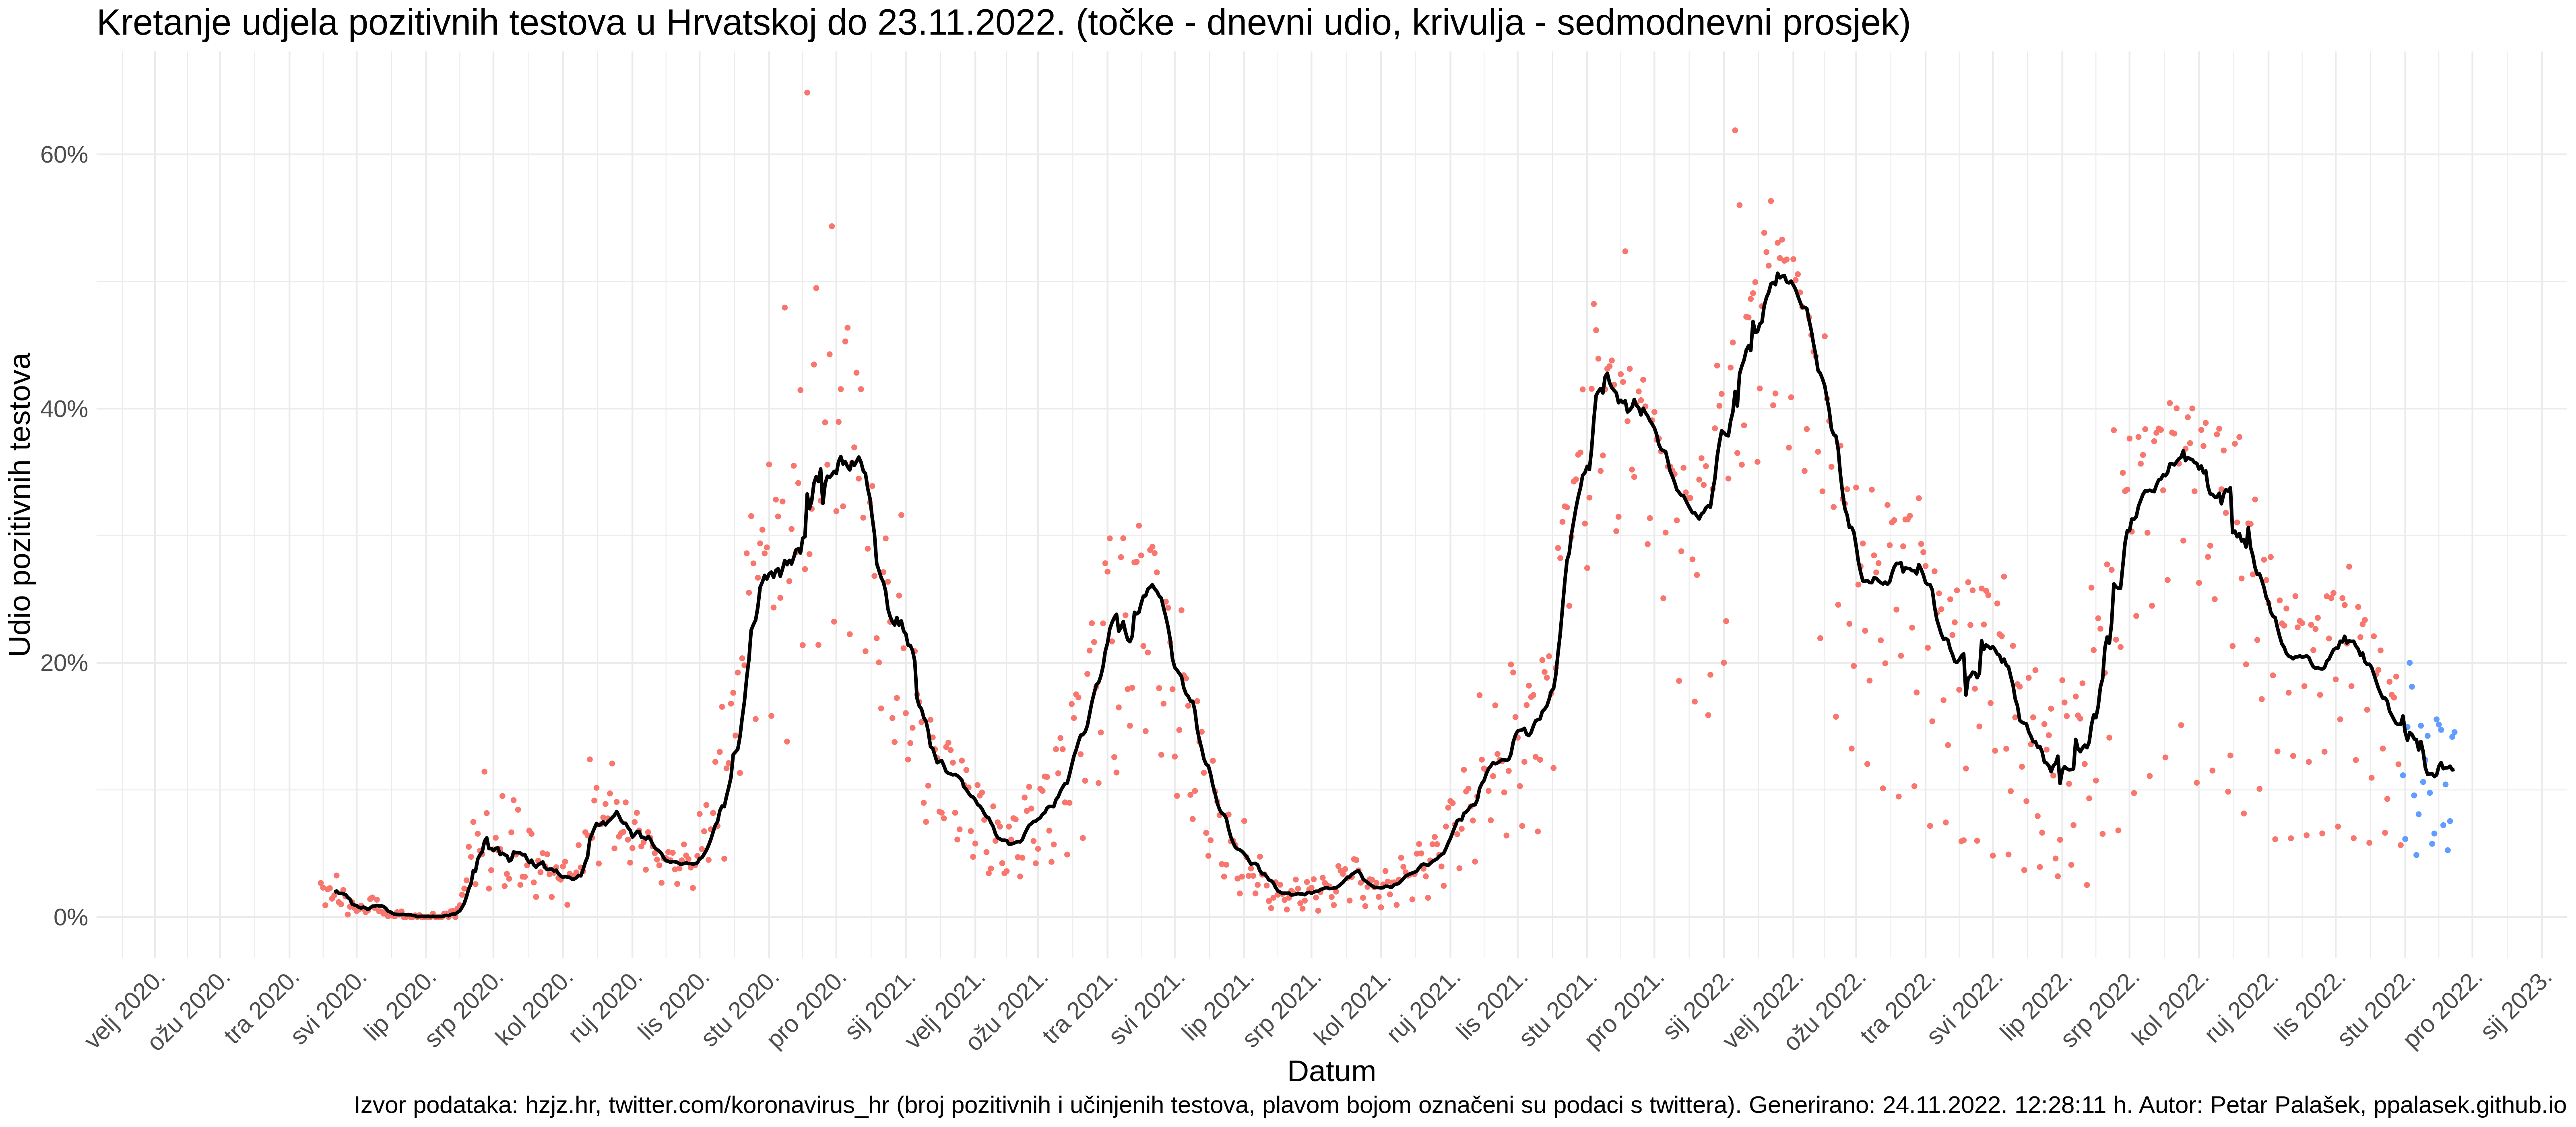 Kretanje udjela pozitivnih testova u Hrvatskoj do 23.11.2022. (točke - dnevni udio, krivulja - sedmodnevni prosjek)
Udio pozitivnih testova
60%
40%
20%
0%
velj 2020.
ožu 2020.
tra 2020.
svi 2020.
lip 2020.
srp 2020.
kol 2020.
ruj 2020.
lis 2020.
stu 2020.
pro 2020.
sij 2021.
velj 2021.
ožu 2021.
tra 2021.
svi 2021.
lip 2021.
srp 2021.
kol 2021.
ruj 2021.
lis 2021.
stu 2021.
pro 2021.
sij 2022.
velj 2022.
ožu 2022.
tra 2022.
svi 2022.
lip 2022.
srp 2022.
kol 2022.
ruj 2022.
lis 2022.
stu 2022.
pro 2022.
sij 2023.
Datum
Izvor podataka: hzjz.hr, twitter.com/koronavirus_hr (broj pozitivnih i učinjenih testova, plavom bojom označeni su podaci s twittera). Generirano: 24.11.2022. 12:28:11 h. Autor: Petar Palašek, ppalasek.github.io